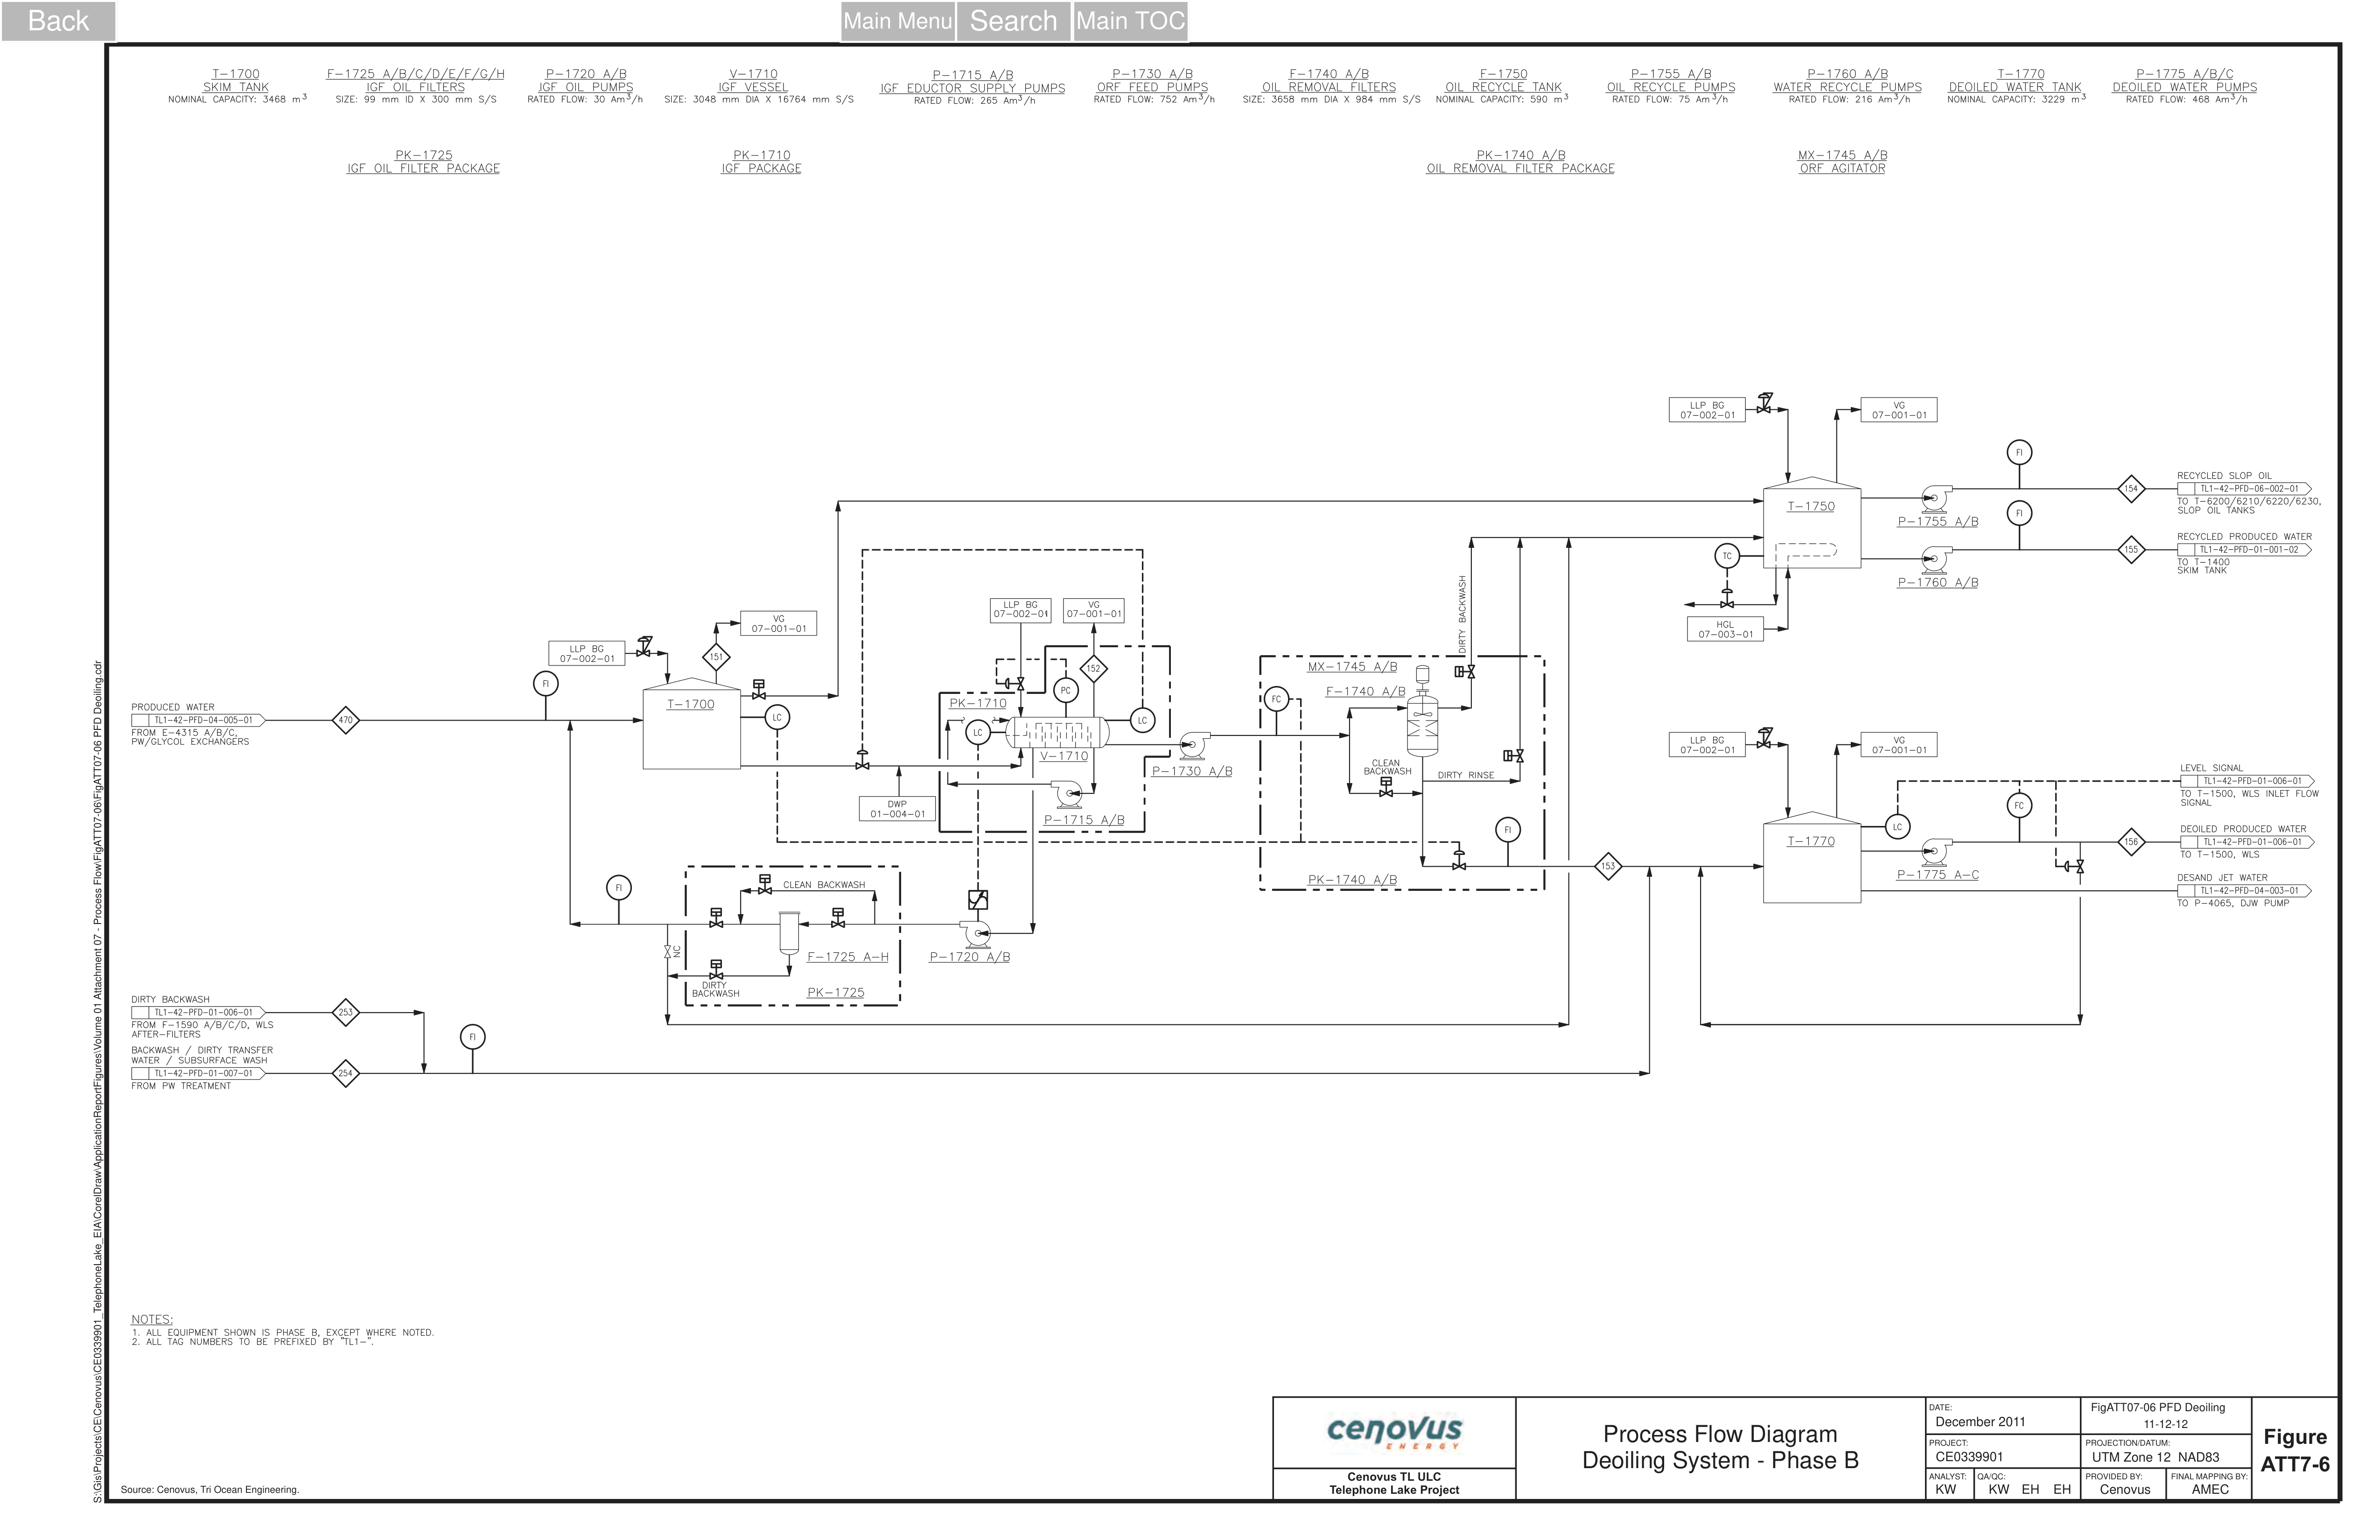 Back
Main Menu
Search
Main TOC
T-1700
SKIM TANK
NOMINAL CAPACITY: 3468 m3
F-1725 A/B/C/D/E/F/G/H
IGF OIL FILTERS
SIZE: 99 mm ID X 300 mm S/S
P-1720 A/B
IGF OIL PUMPS
RATED FLOW: 30 Am3/h
V-1710
IGF VESSEL
SIZE: 3048 mm DIA X 16764 mm S/S
P-1715 A/B
IGF EDUCTOR SUPPLY PUMPS
RATED FLOW: 265 Am3/h
P-1730 A/B
ORF FEED PUMPS
RATED FLOW: 752 Am3/h
F-1740 A/B
OIL REMOVAL FILTERS
SIZE: 3658 mm DIA X 984 mm S/S
F-1750
OIL RECYCLE TANK
NOMINAL CAPACITY: 590 m3
P-1755 A/B
OIL RECYCLE PUMPS
RATED FLOW: 75 Am3/h
P-1760 A/B
WATER RECYCLE PUMPS
RATED FLOW: 216 Am3/h
T-1770
DEOILED WATER TANK
NOMINAL CAPACITY: 3229 m3
P-1775 A/B/C
DEOILED WATER PUMPS
RATED FLOW: 468 Am3/h
PK-1725
IGF OIL FILTER PACKAGE
PK-1710
IGF PACKAGE
PK-1740 A/B
OIL REMOVAL FILTER PACKAGE
MX-1745 A/B
ORF AGITATOR
LLP BG
07-002-01
VG
07-001-01
FI
RECYCLED SLOP OIL
154
TL1-42-PFD-06-002-01
TO T-6200/6210/6220/6230,
SLOP OIL TANKS
T-1750
P-1755 A/B
FI
RECYCLED PRODUCED WATER
155
TL1-42-PFD-01-001-02
TO T-1400
SKIM TANK
TC
P-1760 A/B
HGL
07-003-01
DIRTY BACKWASH
LLP BG
07-002-01
VG
07-001-01
VG
07-001-01
LLP BG
07-002-01
151
152
FI
MX-1745 A/B
F-1740 A/B
FC
PC
PK-1710
T-1700
LC
LC
LC
PRODUCED WATER
TL1-42-PFD-04-005-01
470
FROM E-4315 A/B/C,
PW/GLYCOL EXCHANGERS
V-1710
P-1730 A/B
CLEAN
BACKWASH
DIRTY RINSE
DWP
01-004-01
P-1715 A/B
LLP BG
07-002-01
VG
07-001-01
LEVEL SIGNAL
TL1-42-PFD-01-006-01
TO T-1500, WLS INLET FLOW
SIGNAL
FC
LC
T-1770
DEOILED PRODUCED WATER
156
TL1-42-PFD-01-006-01
TO T-1500, WLS
P-1775 A-C
DESAND JET WATER
TL1-42-PFD-04-003-01
TO P-4065, DJW PUMP
FI
153
PK-1740 A/B
FI
CLEAN BACKWASH
NC
F-1725 A-H
P-1720 A/B
DIRTY
BACKWASH
PK-1725
DIRTY BACKWASH
TL1-42-PFD-01-006-01
253
FROM F-1590 A/B/C/D, WLS
AFTER-FILTERS
BACKWASH / DIRTY TRANSFER
WATER / SUBSURFACE WASH
TL1-42-PFD-01-007-01
254
FROM PW TREATMENT
FI
NOTES:
1. ALL EQUIPMENT SHOWN IS PHASE B, EXCEPT WHERE NOTED.
2. ALL TAG NUMBERS TO BE PREFIXED BY "TL1-".
S:\Gis\Projects\CE\Cenovus\CE0339901_TelephoneLake_EIA\CorelDraw\ApplicationReportFigures\Volume 01 Attachment 07 - Process Flow\FigATT07-06\FigATT07-06 PFD Deoiling.cdr
Source: Cenovus, Tri Ocean Engineering.
cenovus
ENERGY
Cenovus TL ULC
Telephone Lake Project
Process Flow Diagram
Deoiling System - Phase B
DATE:
December 2011
FigATT07-06 PFD Deoiling
11-12-12
PROJECT:
CE0339901
PROJECTION/DATUM:
UTM Zone 12 NAD83
ANALYST:
KW
QA/QC:
KW EH EH
PROVIDED BY:
Cenovus
FINAL MAPPING BY:
AMEC
Figure
ATT7-6